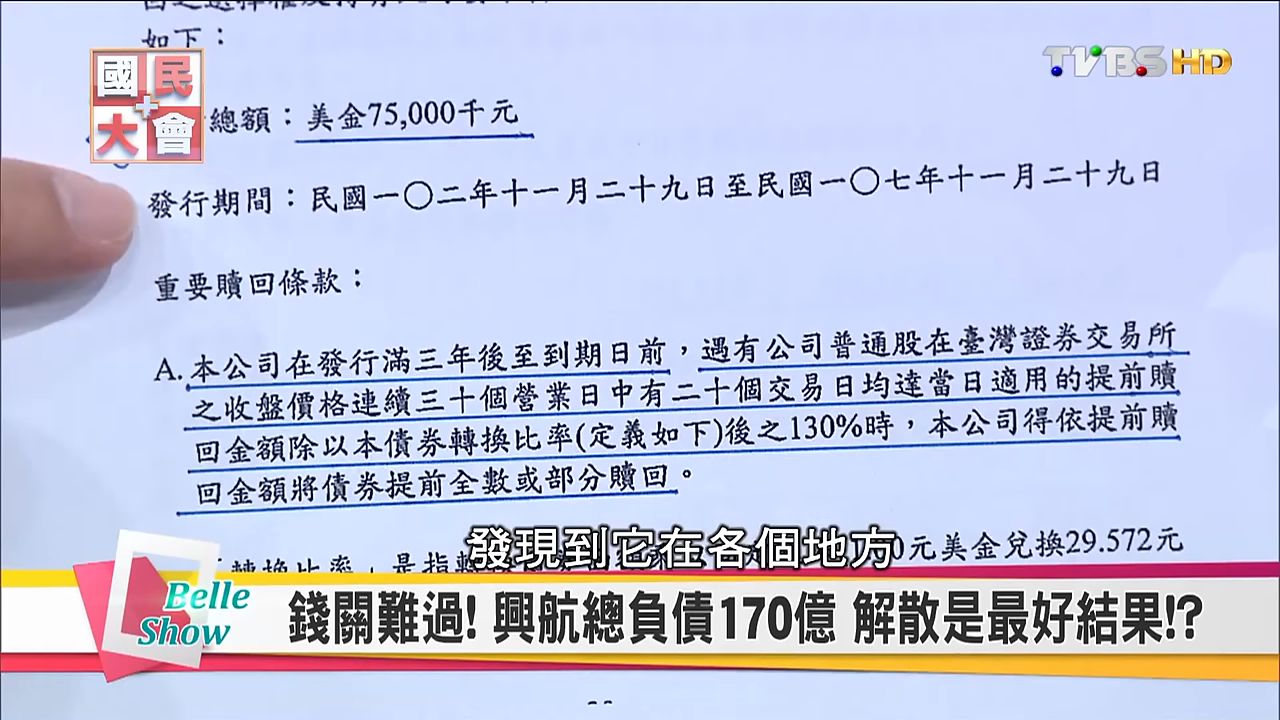 如下：
國民
大會
TVBS HD
總額：美金75,000千元
發行期間：民國一〇二年十一月二十九日至民國一〇七年十一月二十九日
重要贖回條款：
A. 本公司在發行滿三年後至到期日前，遇有公司普通股在臺灣證券交易所
之收盤價格連續三十個營業日中有二十個交易日均達當日適用的提前贖
回金額除以本債券轉換比率(定義如下)後之130%時，本公司得依提前贖
回金額將債券提前全數或部分贖回。
轉換比率」是指轉
0元美金兌換29.572元
發現到它在各個地方
Belle
Show
錢關難過! 興航總負債170億 解散是最好結果!?